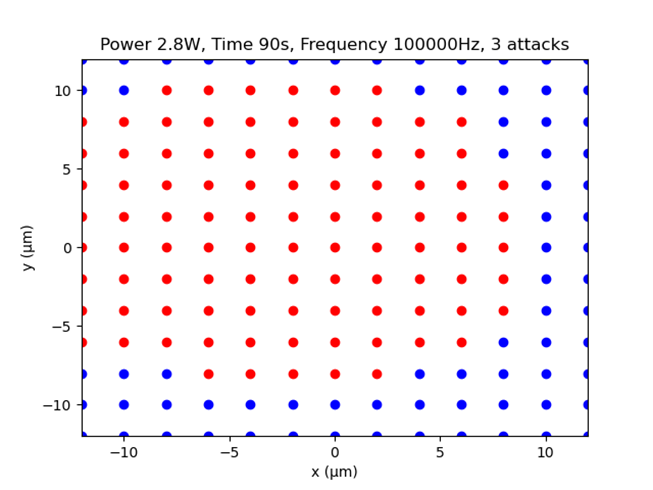 Power 2.8W, Time 90s, Frequency 100000Hz, 3 attacks
10
5
0
−5
−10
y (μm)
−10 −5 0 5 10
x (μm)